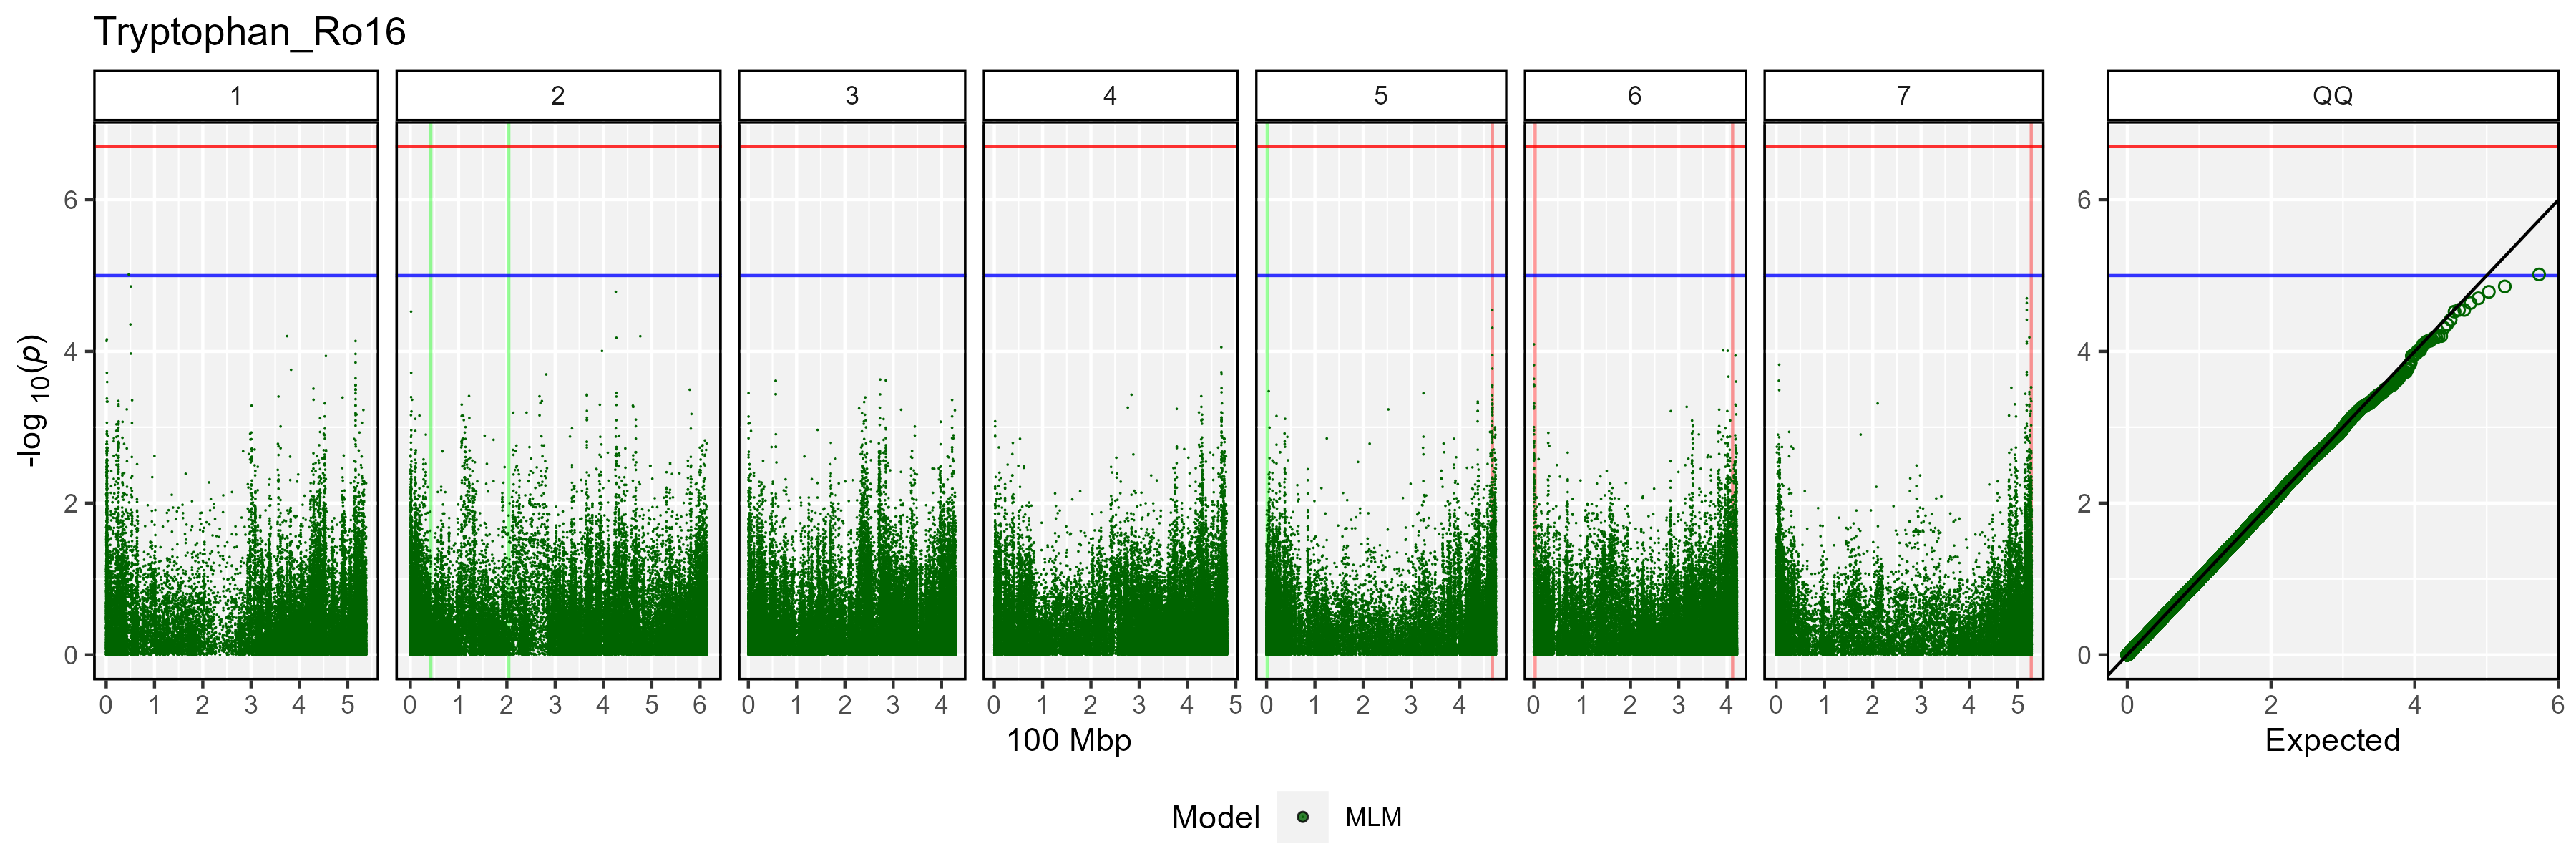 Tryptophan_Ro16
1 2 3 4 5 6 7 QQ
-log 10(p)
6 6
4 4
2 2
0 0
0 1 2 3 4 5 0 1 2 3 4 5 6 0 1 2 3 4 0 1 2 3 4 5 0 1 2 3 4 0 1 2 3 4 0 1 2 3 4 5 0 2 4 6
100 Mbp Expected
Model MLM